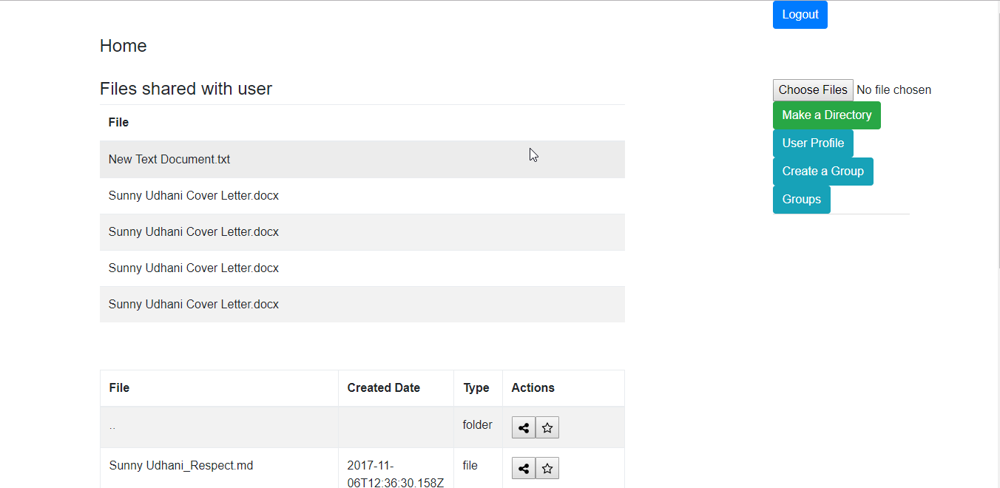 Logout
Home
Files shared with user
Choose Files No file chosen
File
Make a Directory
New Text Document.txt
User Profile
Create a Group
Sunny Udhani Cover Letter.docx
Groups
Sunny Udhani Cover Letter.docx
Sunny Udhani Cover Letter.docx
Sunny Udhani Cover Letter.docx
File Created Date Type Actions
.. folder
Sunny Udhani_Respect.md 2017-11- file
06T12:36:30.158Z